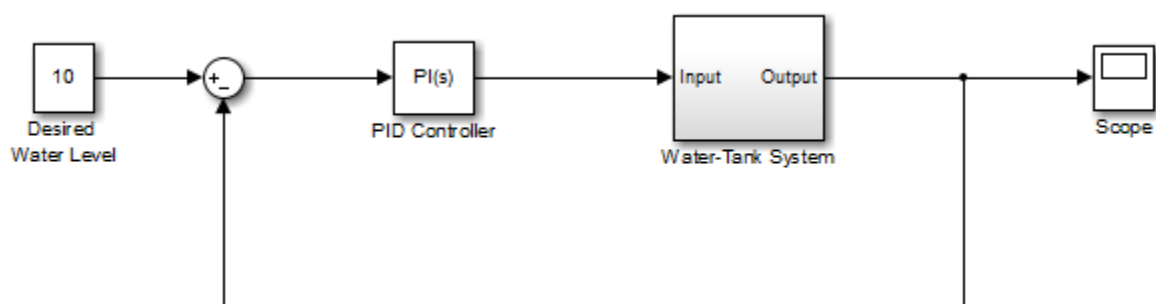 10
Desired
Water Level
+
-
PI(s)
PID Controller
Input
Output
Water-Tank System
Scope